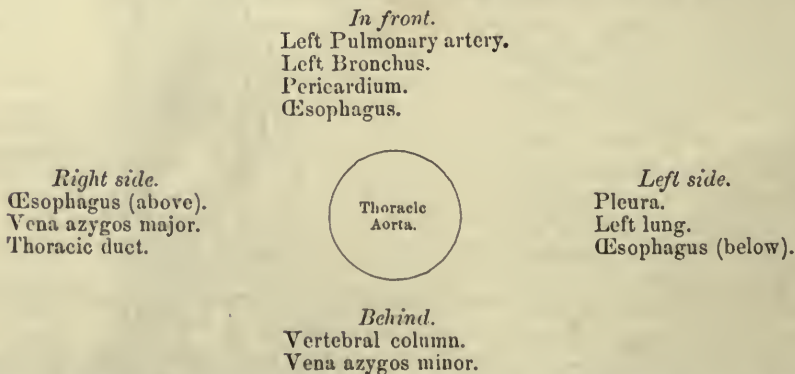 In front.
Left Pulmonary artery.
Left Bronchus.
Pericardium.
Œsophagus.
Right side.
Œsophagus (above).
Vena azygos major.
Thoracic duct.
Thoracic
Aorta.
Left side.
Pleura.
Left lung.
Œsophagus (below).
Behind.
Vertebral column.
Vena azygos minor.